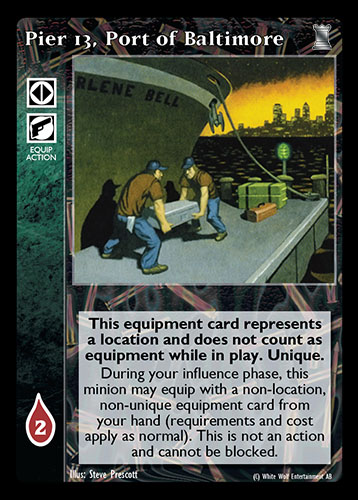 Pier 13, Port of Baltimore
EQUIP
ACTION
RLENE BELL
This equipment card represents
a location and does not count as
equipment while in play. Unique.
During your influence phase, this
minion may equip with a non-location,
non-unique equipment card from
your hand (requirements and cost
apply as normal). This is not an action
and cannot be blocked.
2
Illus: Steve Prescott
(C) White Wolf Entertainment AB